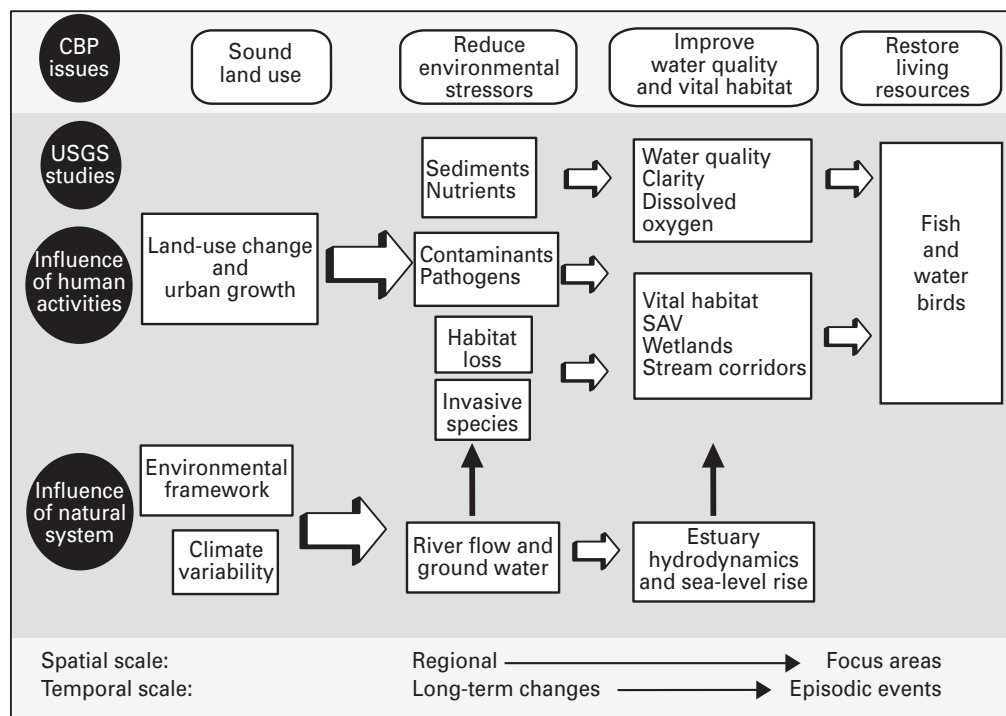 CBP
issues
Sound
land use
Reduce
environmental
stressors
Improve
water quality
and vital habitat
Restore
living
resources
USGS
studies
Sediments
Nutrients
Water quality
Clarity
Dissolved
oxygen
Fish
and
water
birds
Influence
of human
activities
Land-use change
and
urban growth
Contaminants
Pathogens
Vital habitat
SAV
Wetlands
Stream corridors
Habitat
loss
Invasive
species
Influence
of natural
system
Environmental
framework
Climate
variability
River flow and
ground water
Estuary
hydrodynamics
and sea-level rise
Spatial scale: Regional Focus areas
Temporal scale: Long-term changes Episodic events